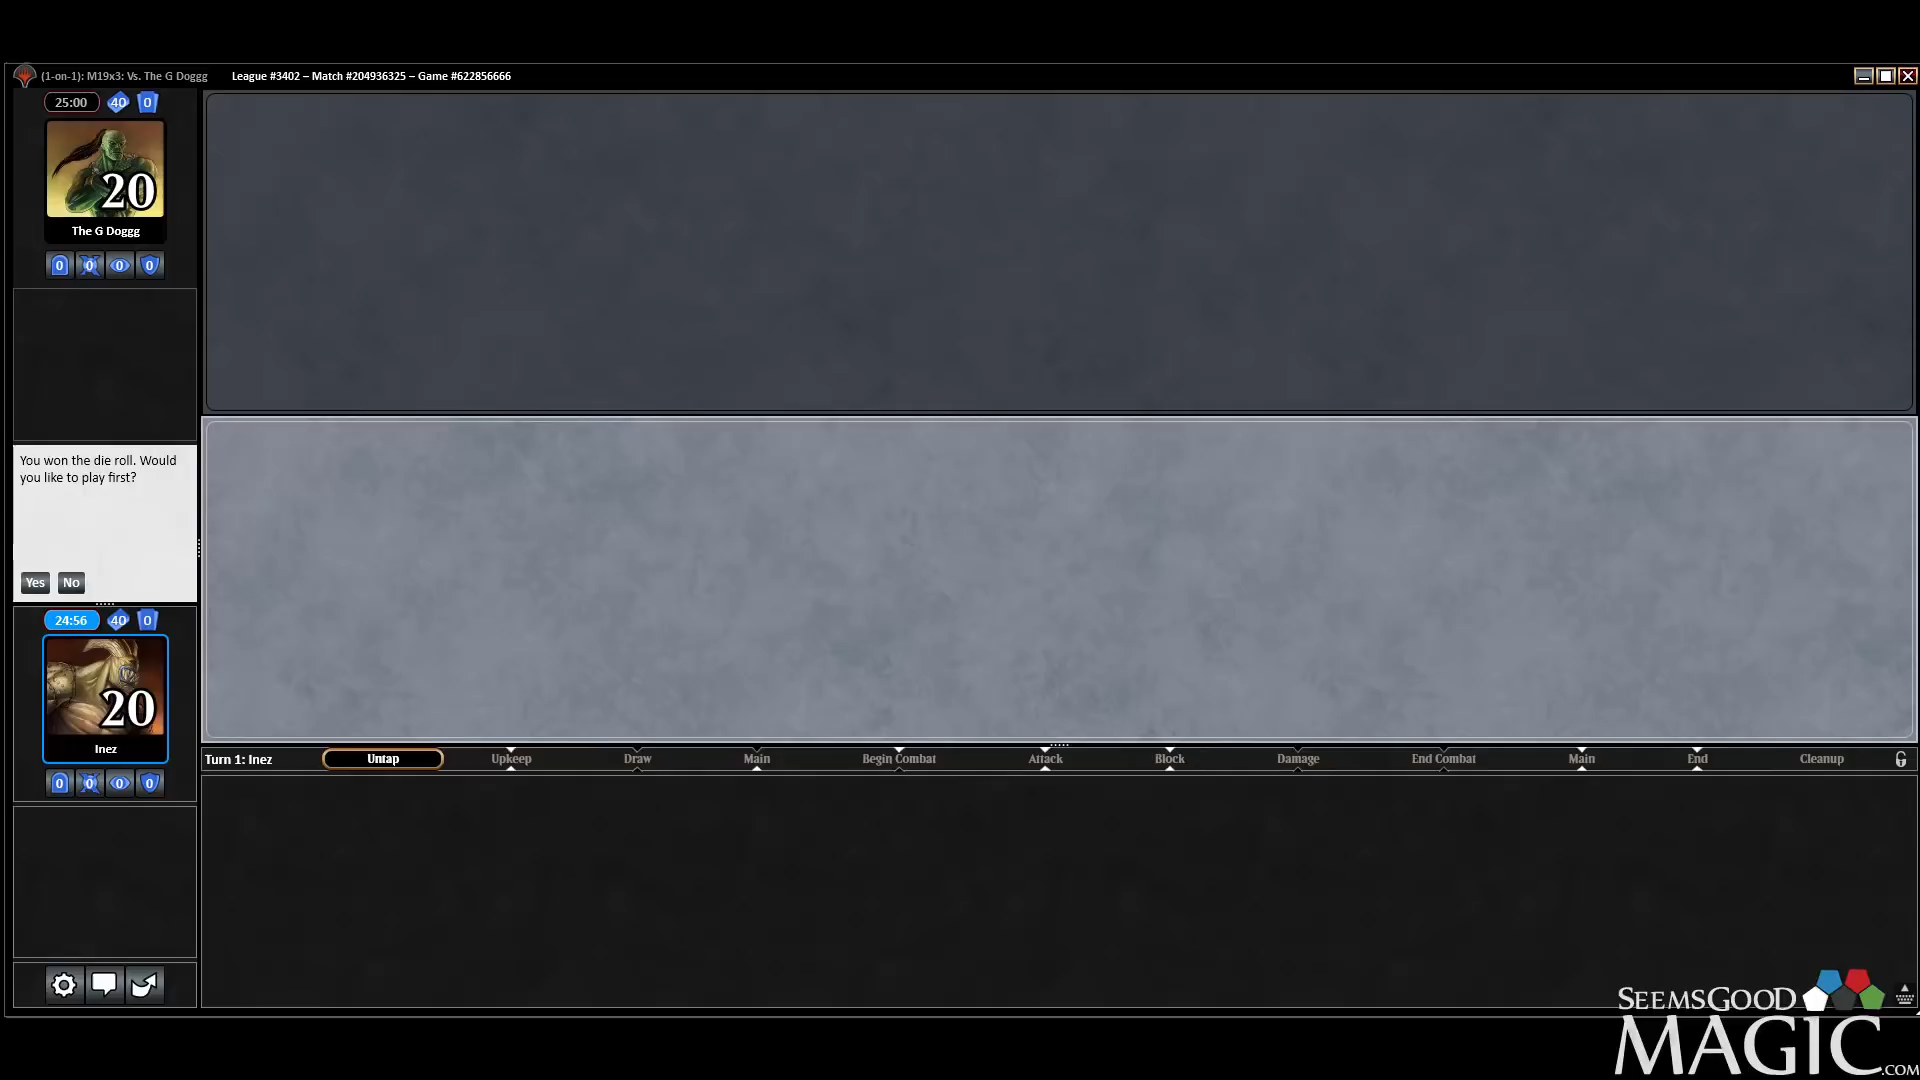 (1-on-1): M19x3: Vs. The G Doggg League #3402 – Match #204936325 – Game #622856666
25:00 40 0
20
The G Doggg
0 0 0 0
You won the die roll. Would
you like to play first?
Yes No
24:56 40 0
20
Inez
0 0 0 0
Turn 1: Inez Untap Upkeep Draw Main Begin Combat Attack Block Damage End Combat Main End Cleanup
SEEMSGOOD
MAGIC.COM